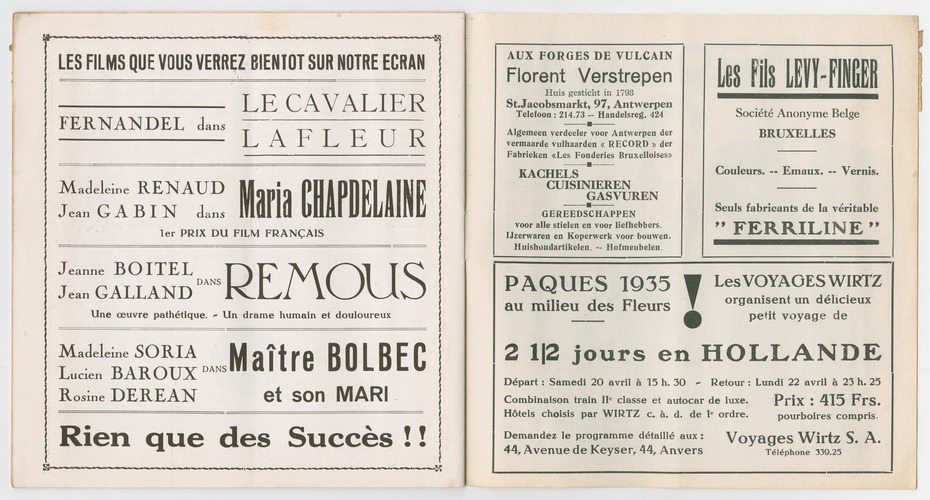 LES FILMS QUE VOUS VERREZ BIENTOT SUR NOTRE ECRAN
FERNANDEL dans
LE CAVALIER
LAFLEUR
Madeleine RENAUD
Jean GABIN dans
Maria CHAPDELAINE
1er PRIX DU FILM FRANÇAIS
Jeanne BOITEL
Jean GALLAND
DANS
REMOUS
Une œuvre pathétique. - Un drame humain et douloureux
Madeleine SORIA
Lucien BAROUX
Rosine DEREAN
DANS
Maître BOLBEC
et son MARI
Rien que des Succès !!
AUX FORGES DE VULCAIN
Florent Verstrepen
Huis gesticht in 1793
St.Jacobsmarkt, 97, Antwerpen
Telefoon : 214.73 -- Handelsreg. 424
Algemeen verdeeler voor Antwerpen der
vermaarde vulhaarden « RECORD » der
Fabrieken «Les Fonderies Bruxelloises»
KACHELS
CUISINIEREN
GASVUREN
GEREEDSCHAPPEN
voor alle stielen en voor liefhebbers.
IJzerwaren en Koperwerk voor bouwen.
Huishoudartikelen. -- Hofmeubelen.
Les Fils LEVY-FINGER
Société Anonyme Belge
BRUXELLES
Couleurs. -- Emaux. -- Vernis.
Seuls fabricants de la véritable
" FERRILINE "
PAQUES 1935
au milieu des Fleurs
!
Les VOYAGES WIRTZ
organisent un délicieux
petit voyage de
2 1|2 jours en HOLLANDE
Départ : Samedi 20 avril à 15 h. 30 - Retour : Lundi 22 avril à 23 h. 25
Combinaison train IIe classe et autocar de luxe.
Hôtels choisis par WIRTZ c. à. d. de 1e ordre.
Prix : 415 Frs.
pourboires compris.
Demandez le programme détaillé aux :
44, Avenue de Keyser, 44, Anvers
Voyages Wirtz S. A.
Téléphone 339.25